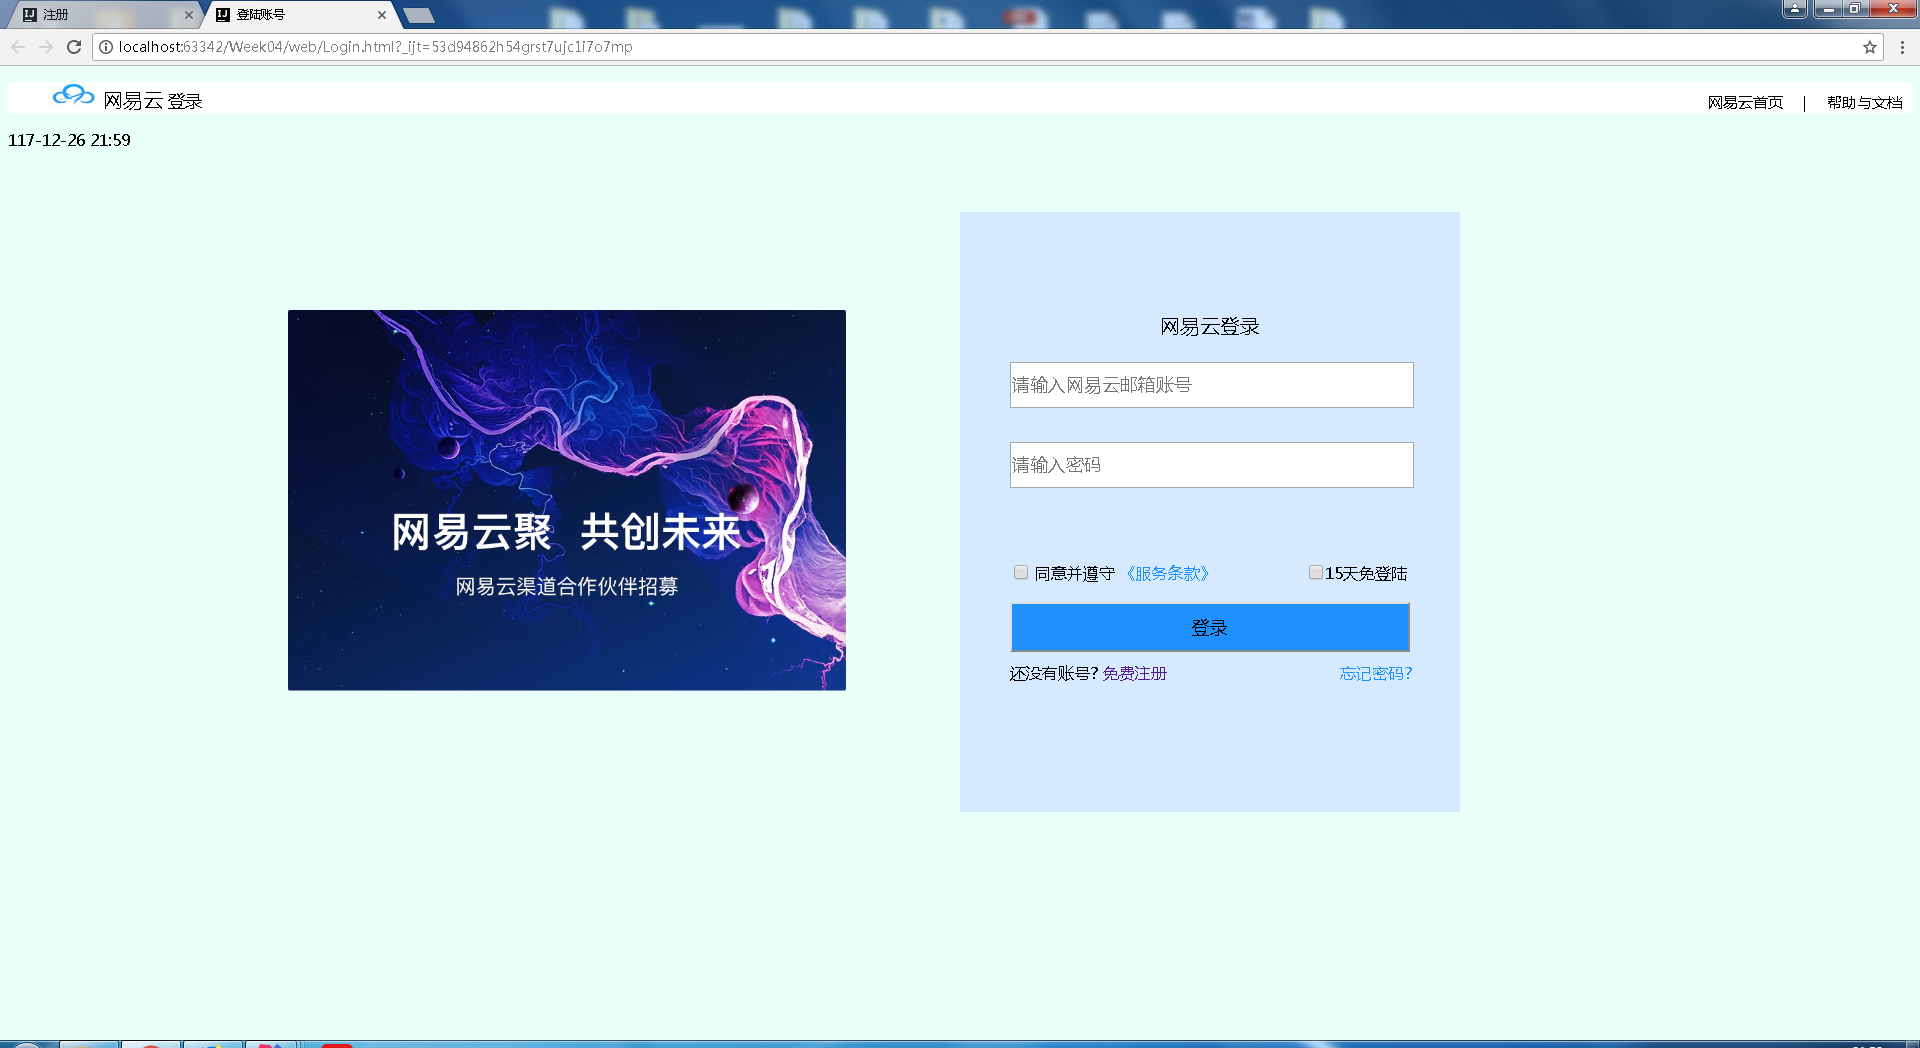 注册
登陆账号
localhost:63342/Week04/web/Login.html?_ijt=53d94862h54grst7ujc1i7o7mp
网易云 登录
网易云首页 | 帮助与文档
117-12-26 21:59
网易云聚 共创未来
网易云渠道合作伙伴招募
网易云登录
请输入网易云邮箱账号
请输入密码
同意并遵守 《服务条款》 15天免登陆
登录
还没有账号? 免费注册 忘记密码?